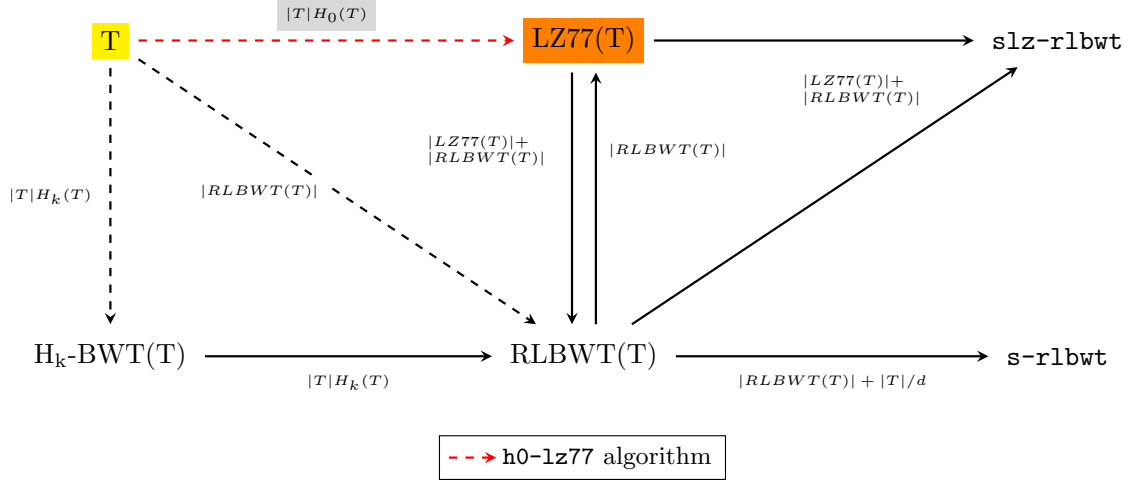 |T|H₀(T)
T
LZ77(T)
slz-rlbwt
|LZ77(T)|+
|RLBWT(T)|
|LZ77(T)|+
|RLBWT(T)|
|RLBWT(T)|
|T|Hₖ(T)
|RLBWT(T)|
Hₖ-BWT(T)
RLBWT(T)
s-rlbwt
|T|Hₖ(T)
|RLBWT(T)| + |T|/d
h0-lz77 algorithm